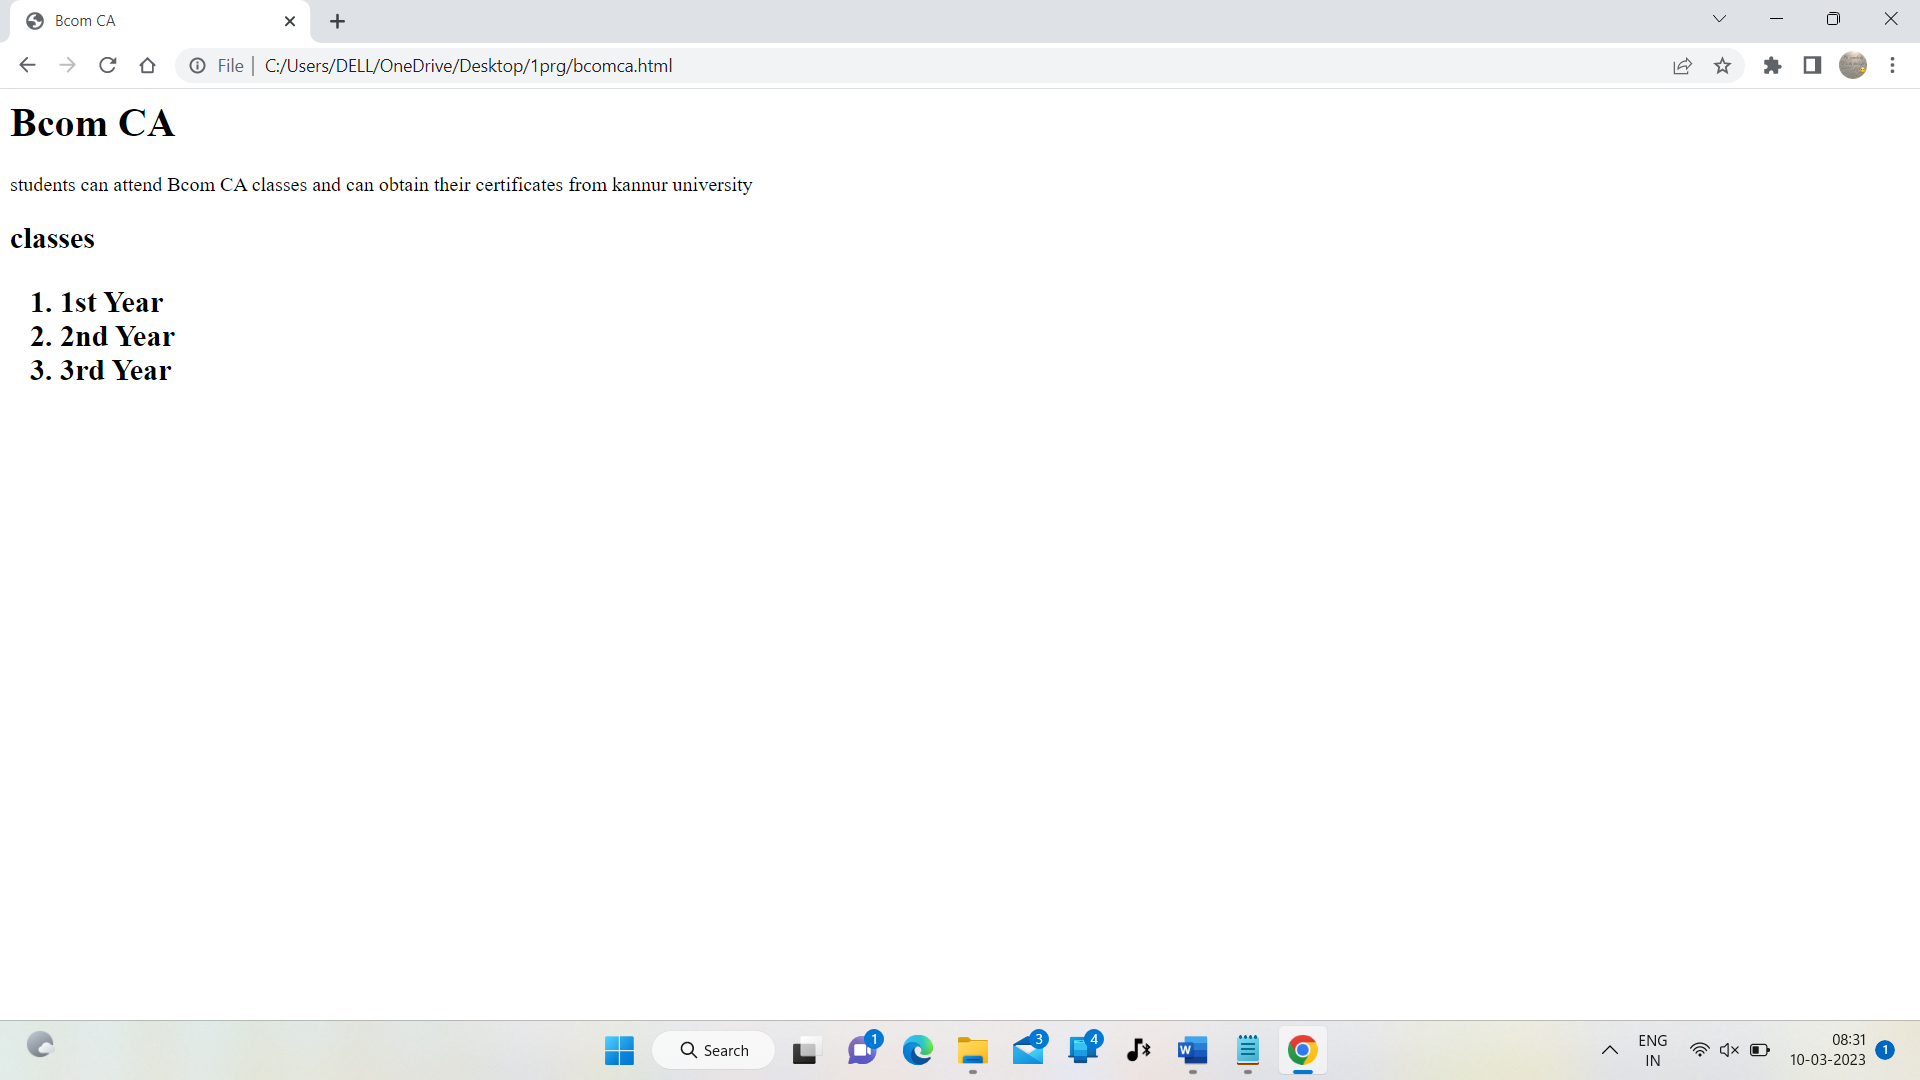 Bcom CA
File
C:/Users/DELL/OneDrive/Desktop/1prg/bcomca.html
Bcom CA
students can attend Bcom CA classes and can obtain their certificates from kannur university
classes
1. 1st Year
2. 2nd Year
3. 3rd Year
Search
1
3
4
W
ENG
IN
08:31
10-03-2023
1